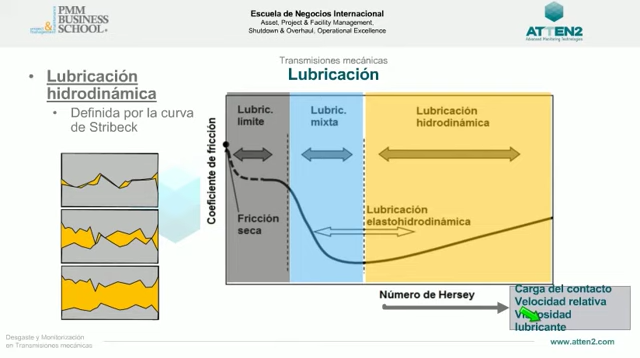 PMM
BUSINESS
SCHOOL
Escuela de Negocios Internacional
Asset, Project & Facility Management,
Shutdown & Overhaul, Operational Excellence
ATTEN2
Advanced Monitoring Technologies
Transmisiones mecánicas
Lubricación
• Lubricación
hidrodinámica
• Definida por la curva
de Stribeck
Coeficiente de fricción
Lubric.
límite
Lubric.
mixta
Lubricación
hidrodinámica
Fricción
seca
Lubricación
elastohidrodinámica
Número de Hersey
Carga del contacto
Velocidad relativa
lubricante
Desgaste y Monitorización
en Transmisiones mecánicas
www.atten2.com